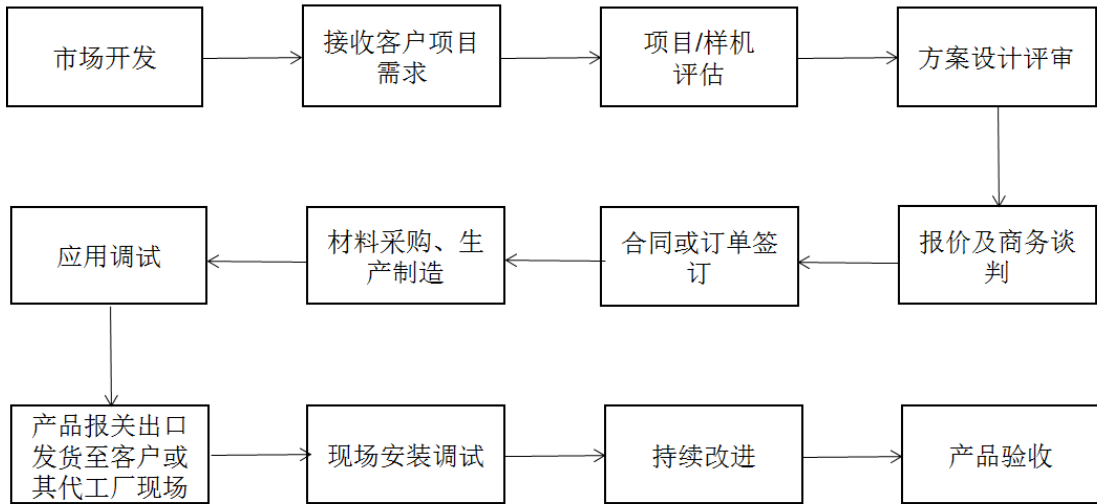 市场开发
接收客户项目
需求
项目/样机
评估
方案设计评审
报价及商务谈
判
合同或订单签
订
材料采购、生
产制造
应用调试
产品报关出口
发货至客户或
其代工厂现场
现场安装调试
持续改进
产品验收